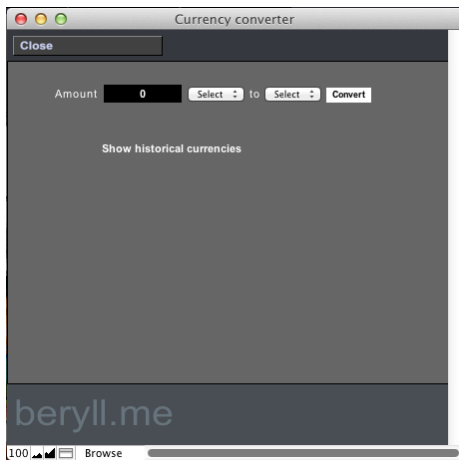 Currency converter
Close
Amount 0 Select to Select Convert
Show historical currencies
beryll.me
100 Browse